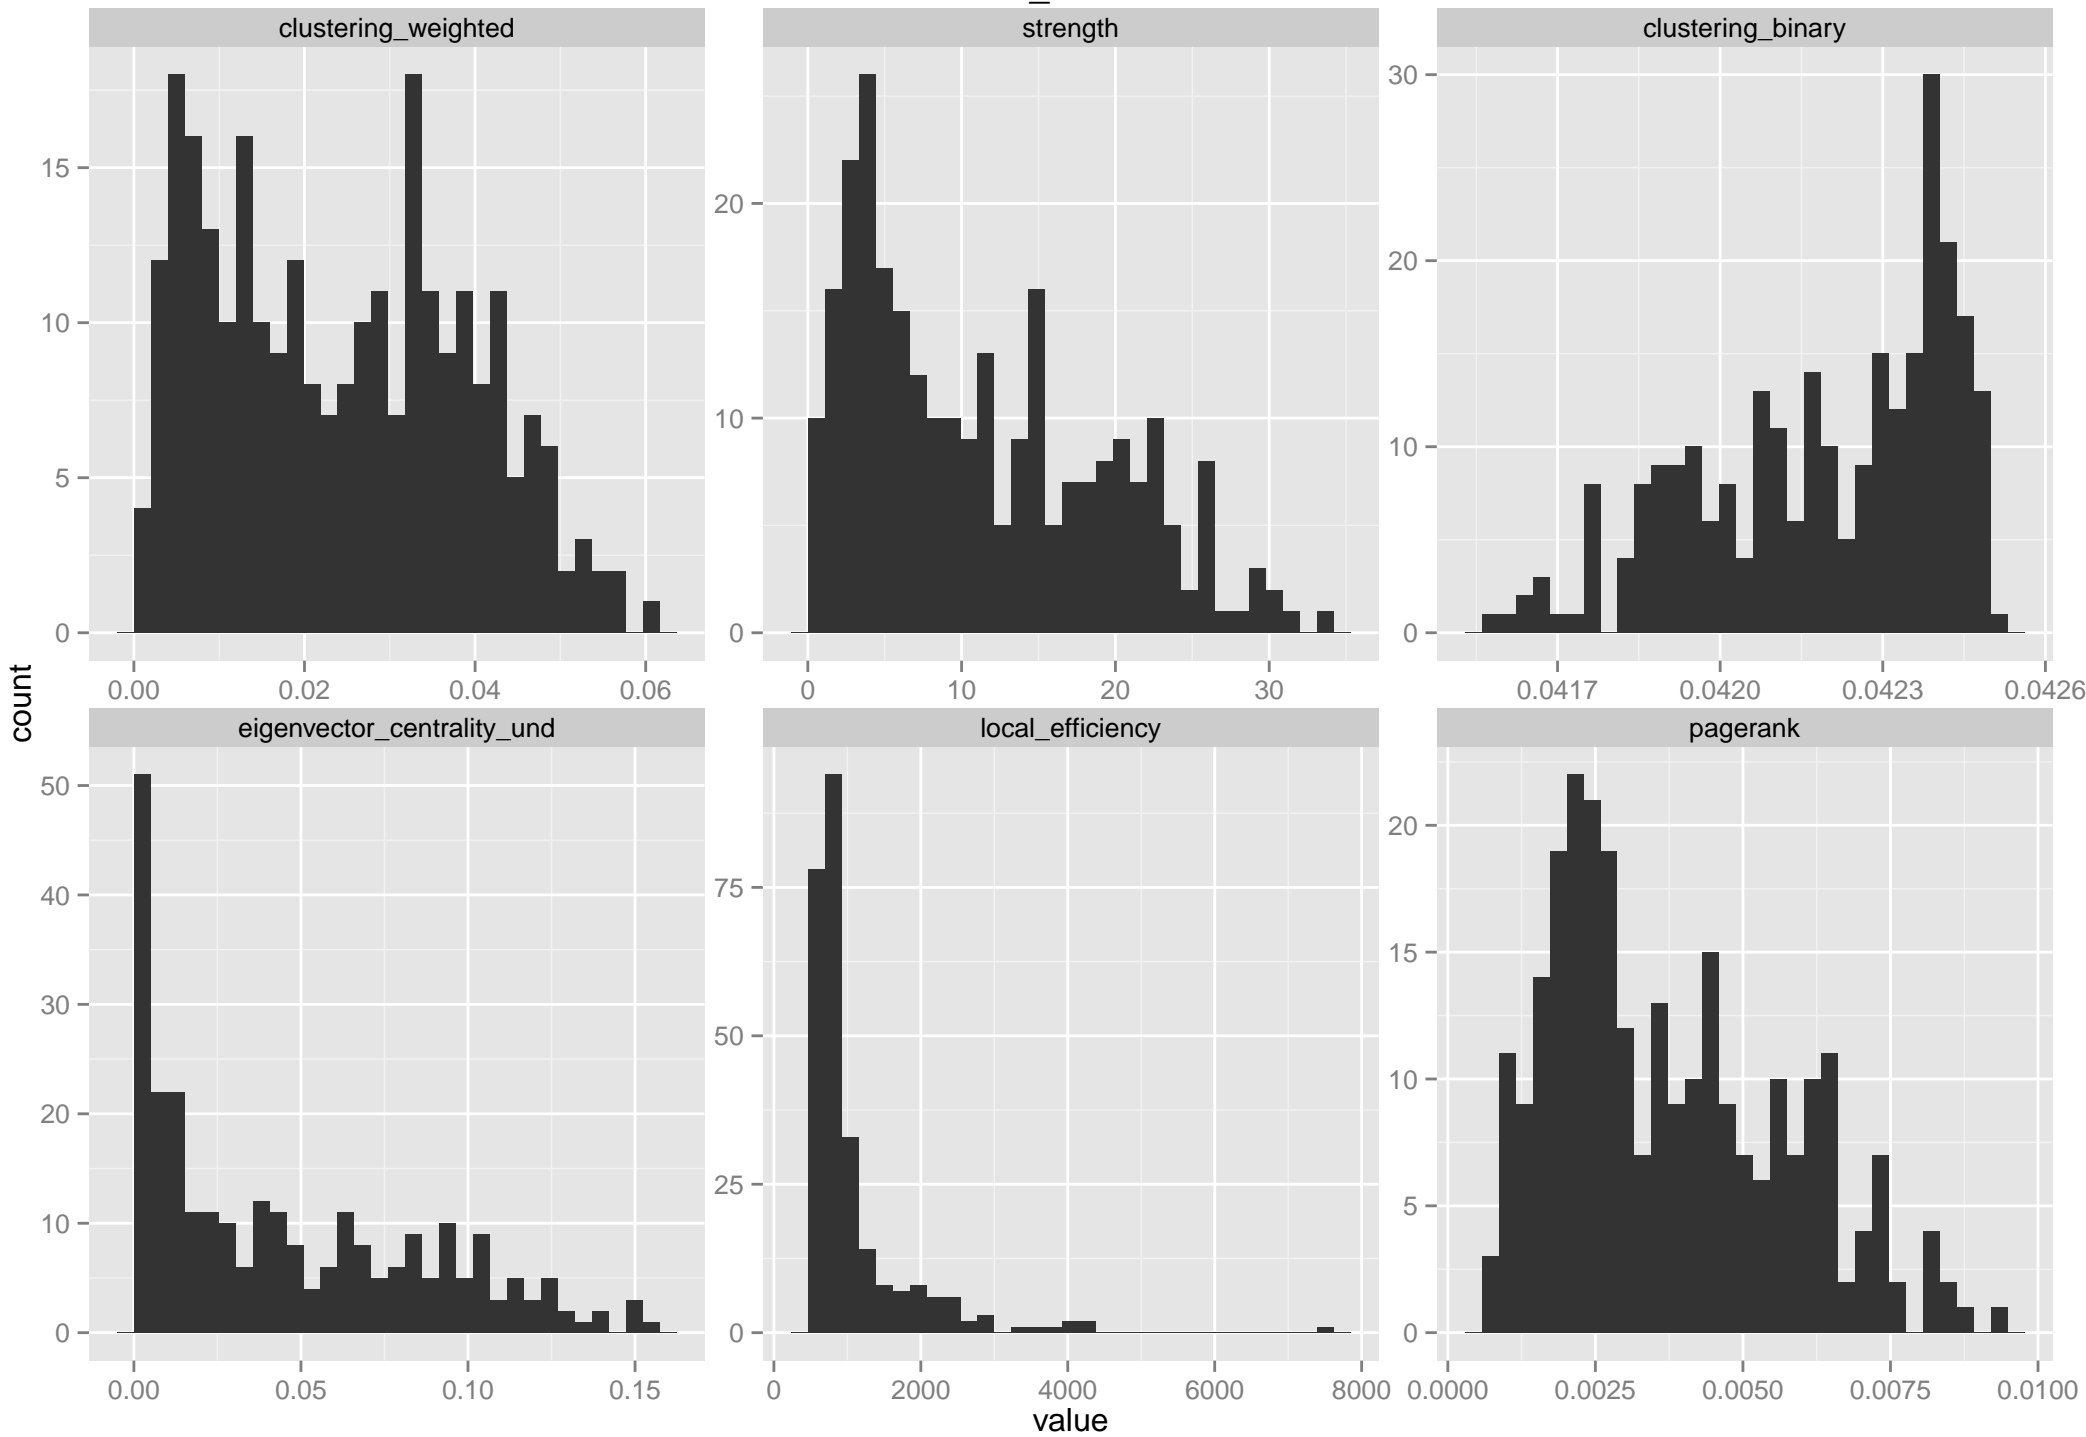 _
clustering_weighted strength clustering_binary
15
10
5
0
20
10
0
30
20
10
0
0.00 0.02 0.04 0.06
0 10 20 30
0.0417 0.0420 0.0423 0.0426
count
eigenvector_centrality_und local_efficiency pagerank
50
40
30
20
10
0
75
50
25
0
20
15
10
5
0
0.00 0.05 0.10 0.15
0 2000 4000 6000 8000
0.0000 0.0025 0.0050 0.0075 0.0100
value